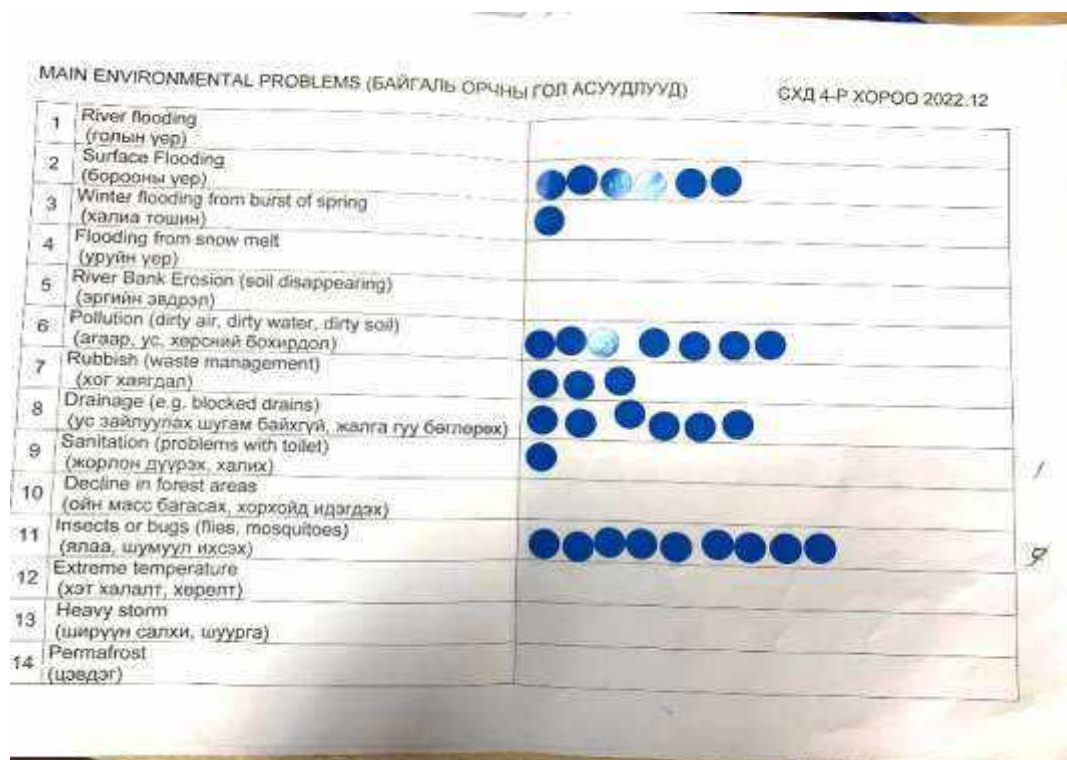 MAIN ENVIRONMENTAL PROBLEMS (БАЙГАЛЬ ОРЧНЫ ГОЛ АСУУДЛУУД) СХД 4-Р ХОРОО 2022.12
1 River flooding
(голын үер)
2 Surface Flooding
(борооны үер)
3 Winter flooding from burst of spring
(халиа тошин)
4 Flooding from snow melt
(уруйн үер)
5 River Bank Erosion (soil disappearing)
(эргийн эвдрэл)
6 Pollution (dirty air, dirty water, dirty soil)
(агаар, ус, хөрсний бохирдол)
7 Rubbish (waste management)
(хог хаягдал)
8 Drainage (e.g. blocked drains)
(ус зайлуулах шугам байхгүй, жалга гуу бөглөрөх)
9 Sanitation (problems with toilet)
(жорлон дүүрэх, халих) 1
10 Decline in forest areas
(ойн масс багасах, хорхойд идэгдэх)
11 Insects or bugs (flies, mosquitoes)
(ялаа, шумуул ихсэх)
12 Extreme temperature
(хэт халалт, хөрөлт)
13 Heavy storm
(ширүүн салхи, шуурга)
14 Permafrost
(цэвдэг)